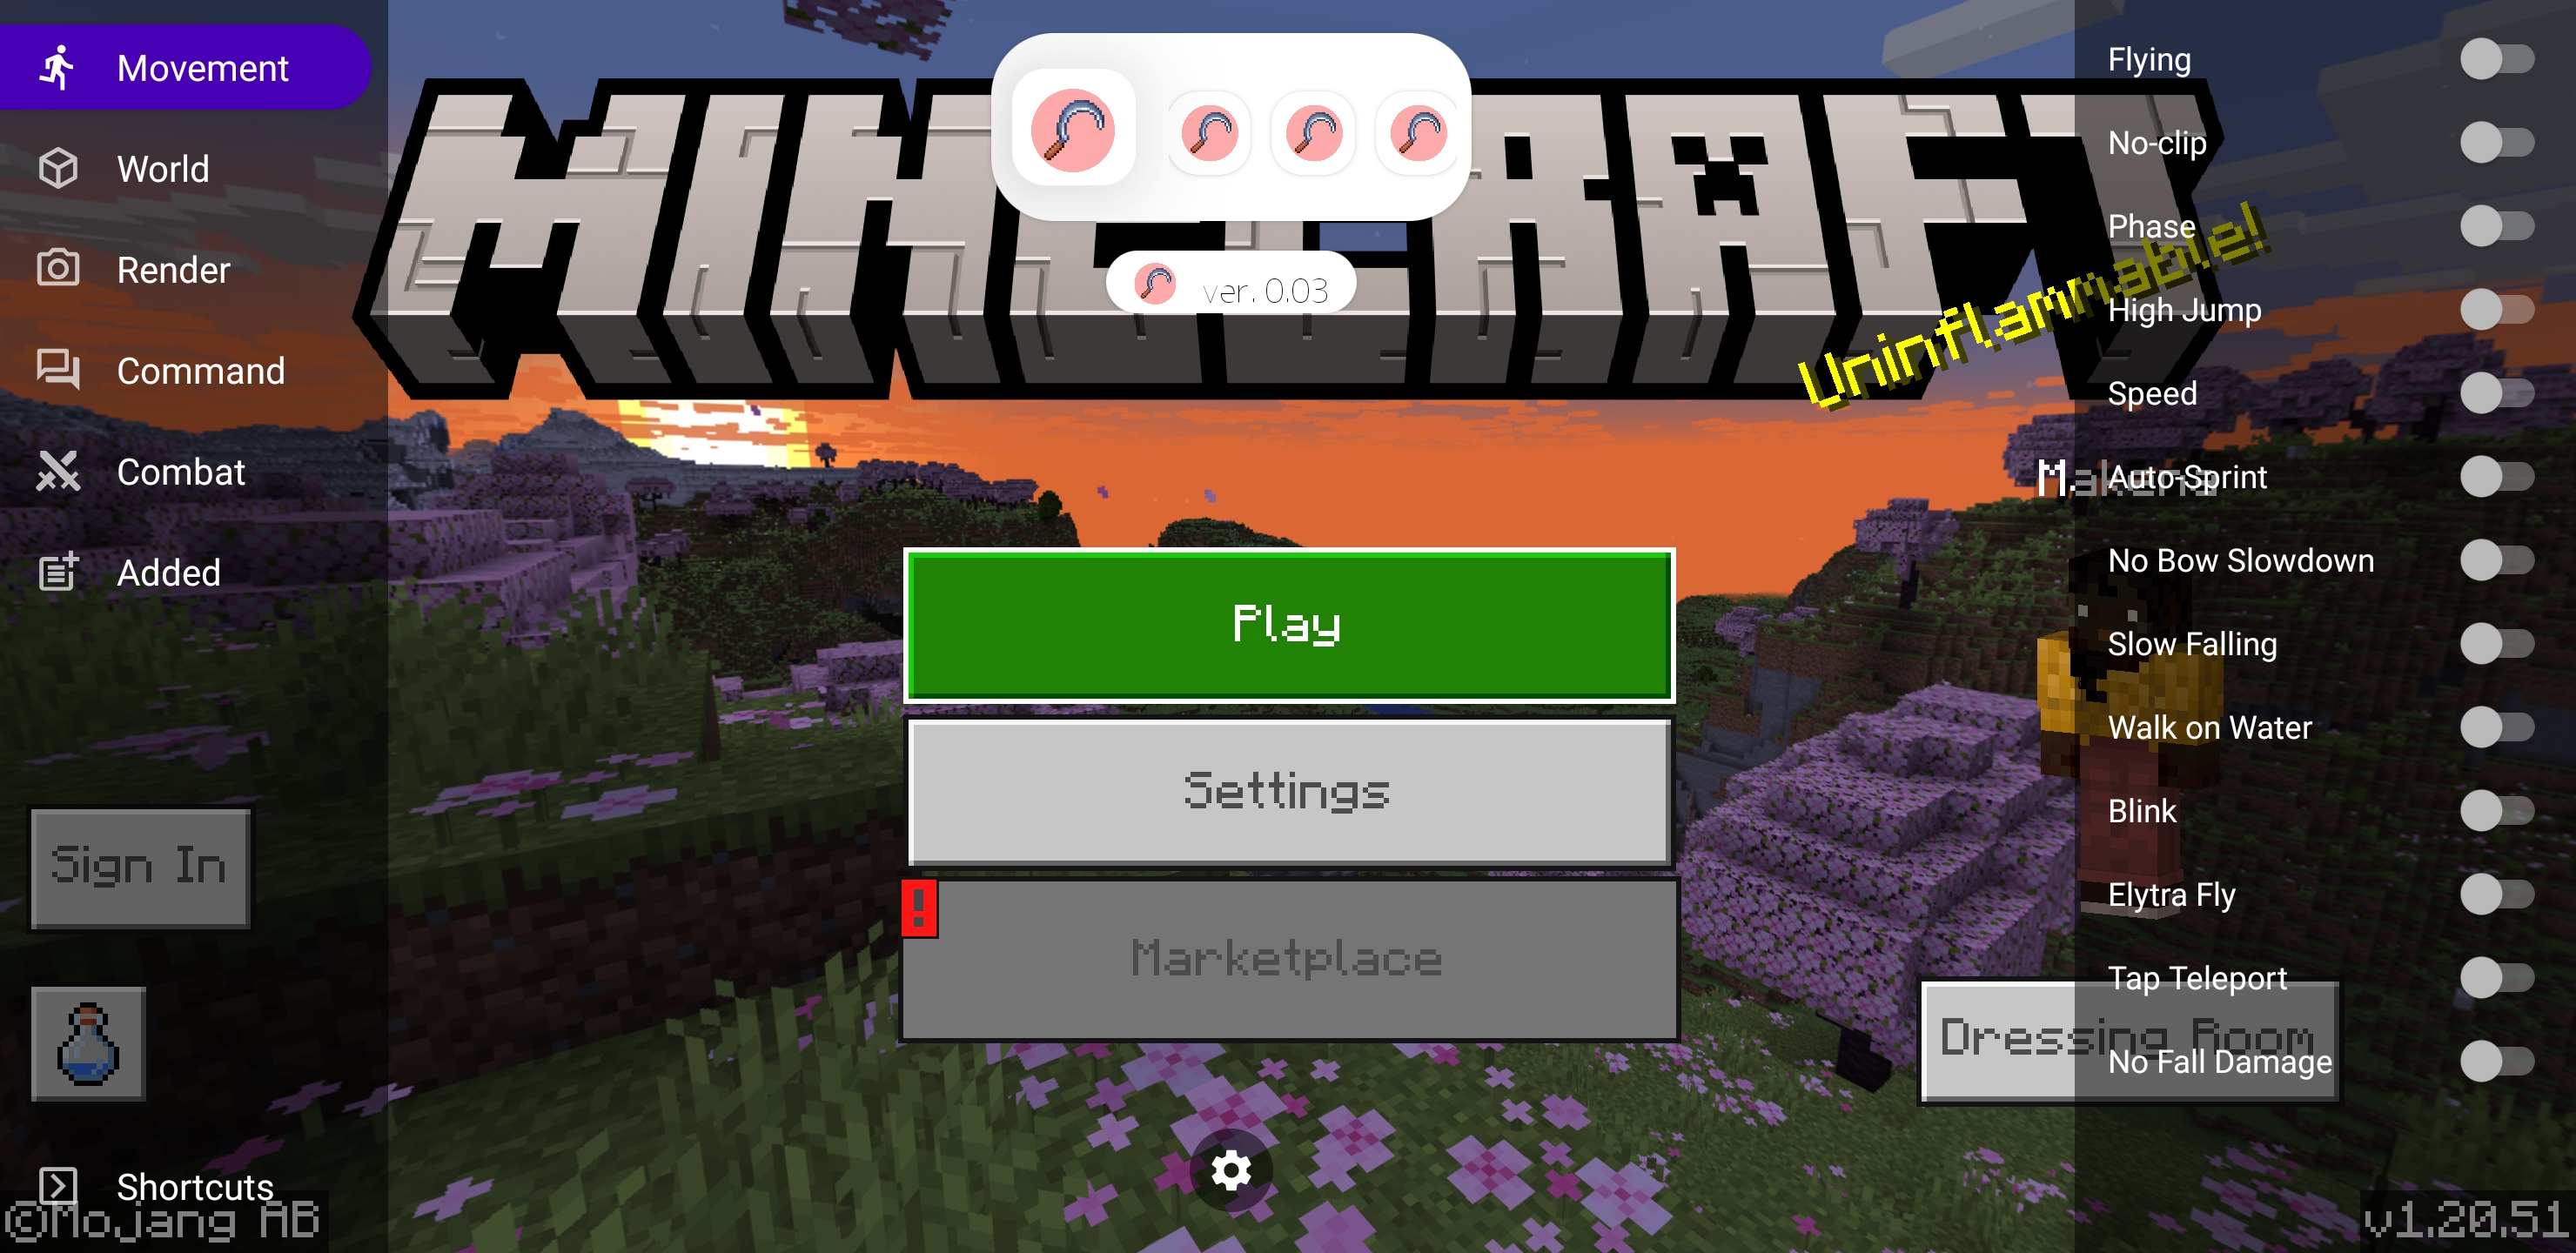 Movement
World
Render
Command
Combat
Added
Sign In
Shortcuts
©Mojang AB
MINECRAFT
ver. 0.03
Uninflammable!
Play
Settings
!
Marketplace
Makena
Dressing Room
Flying
No-clip
Phase
High Jump
Speed
Auto-Sprint
No Bow Slowdown
Slow Falling
Walk on Water
Blink
Elytra Fly
Tap Teleport
No Fall Damage
v1.20.51